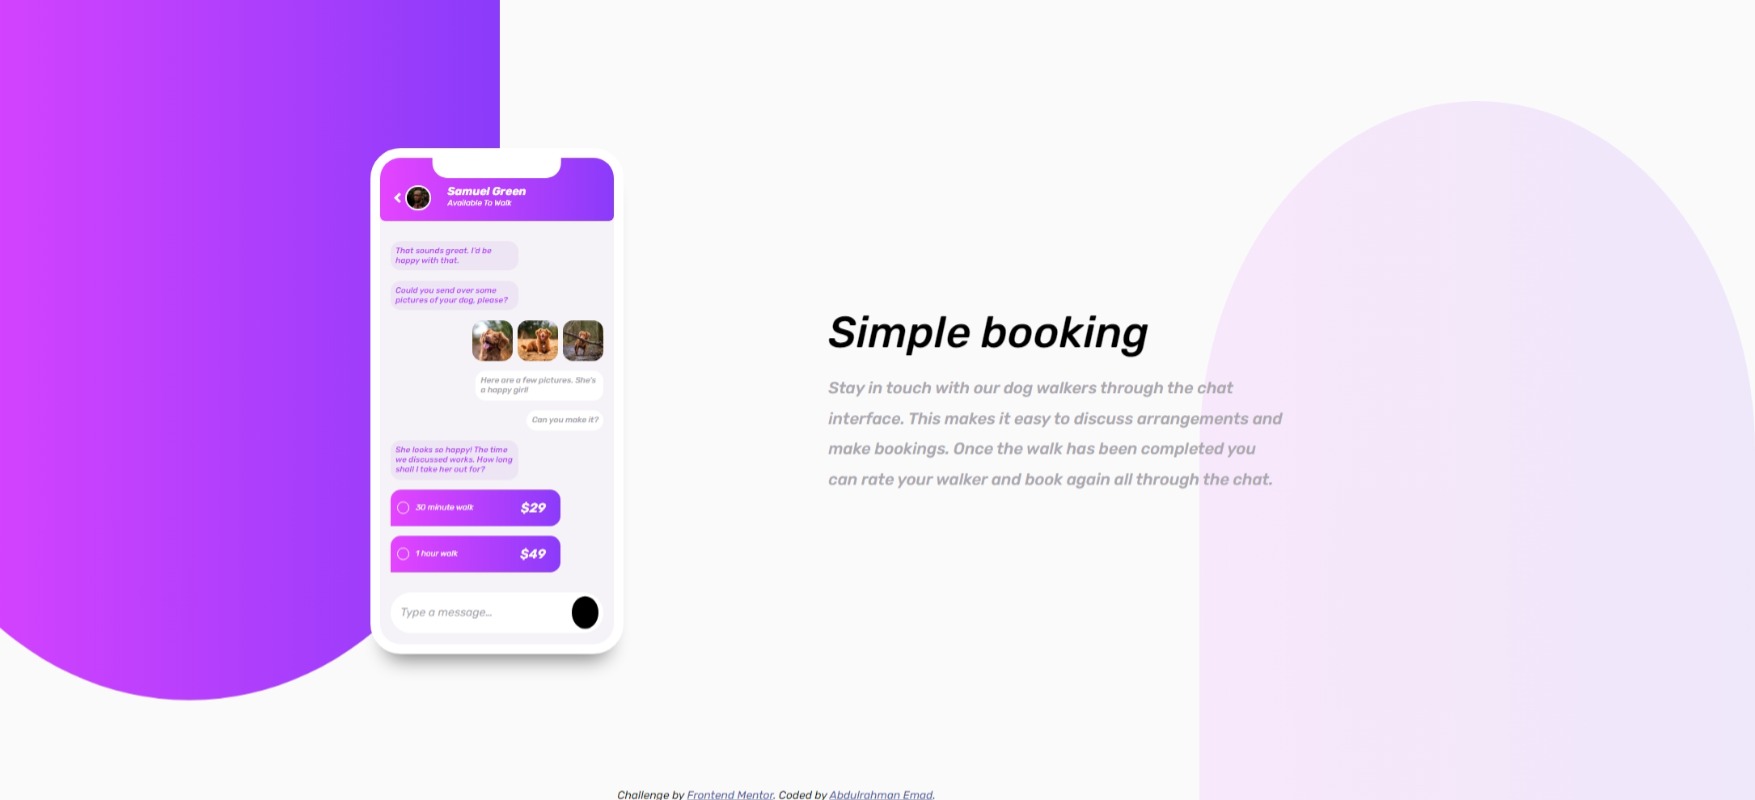 Samuel Green
Available To Walk
That sounds great. I'd be
happy with that.
Could you send over some
pictures of your dog, please?
Here are a few pictures. She's
a happy girl!
Can you make it?
She looks so happy! The time
we discussed works. How long
shall I take her out for?
30 minute walk $29
1 hour walk $49
Type a message...
Simple booking
Stay in touch with our dog walkers through the chat
interface. This makes it easy to discuss arrangements and
make bookings. Once the walk has been completed you
can rate your walker and book again all through the chat.
Challenge by Frontend Mentor. Coded by Abdulrahman Emad.